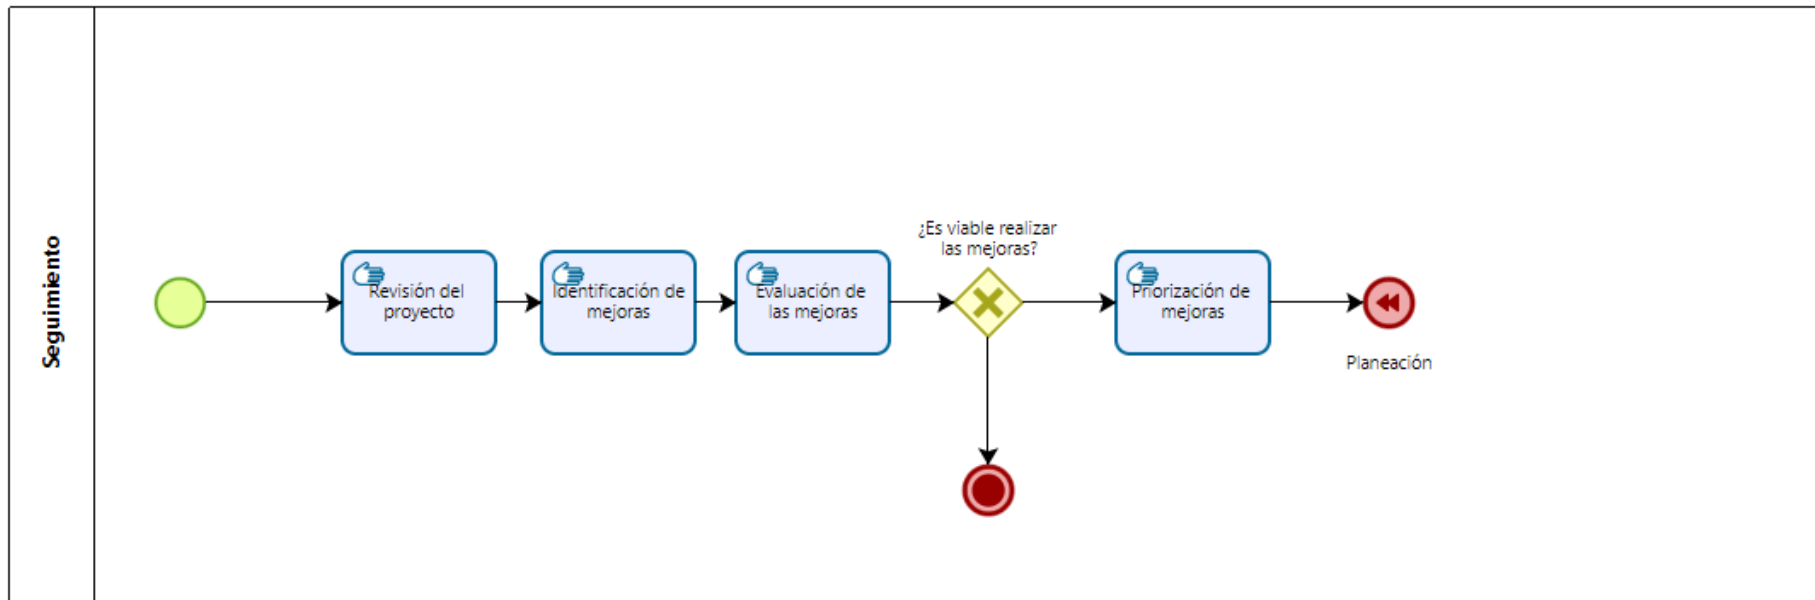 Seguimiento
Revisión del
proyecto
Identificación de
mejoras
Evaluación de
las mejoras
¿Es viable realizar
las mejoras?
Priorización de
mejoras
Planeación